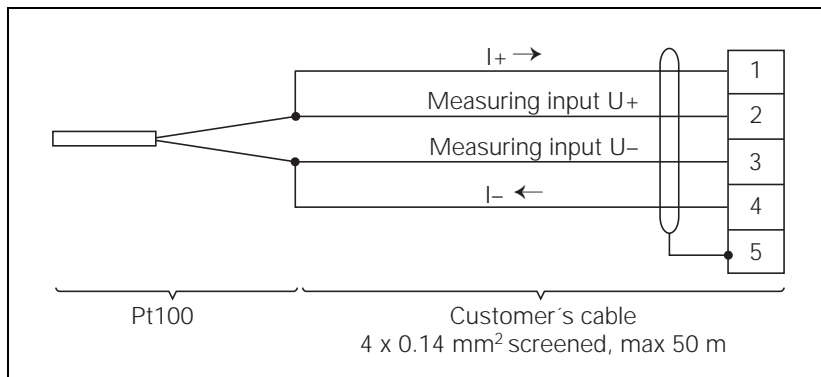 I+ →
1
Measuring input U+
2
Measuring input U–
3
I– ←
4
5
Pt100
Customer´s cable
4 x 0.14 mm² screened, max 50 m